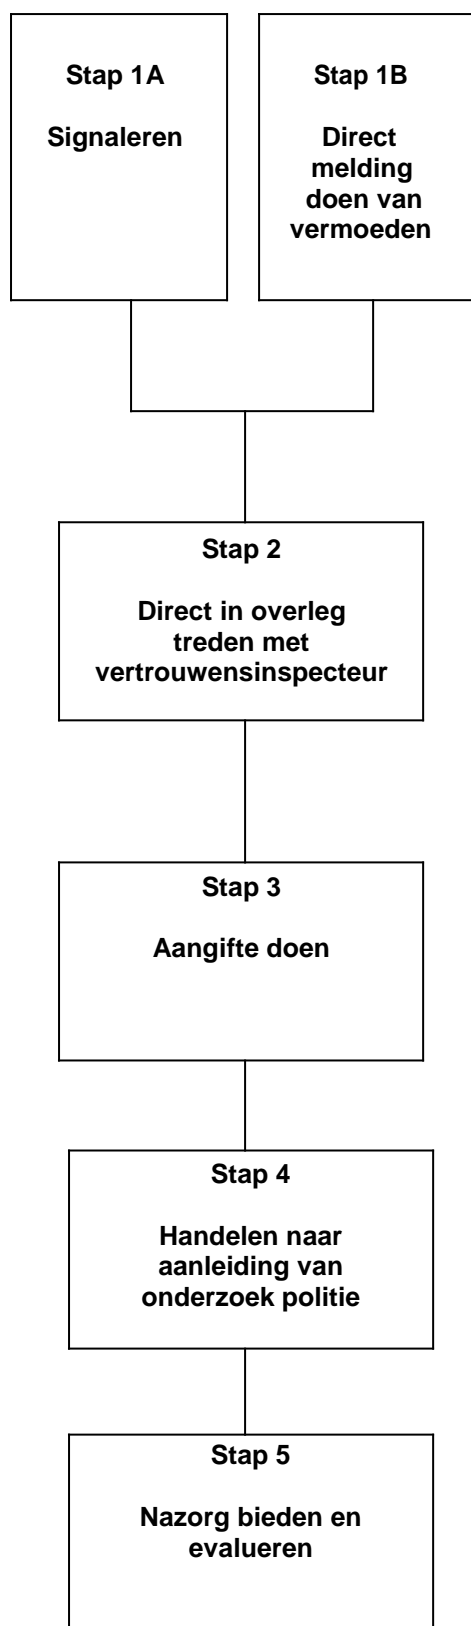 Stap 1A
Signaleren
Stap 1B
Direct
melding
doen van
vermoeden
Stap 2
Direct in overleg
treden met
vertrouwensinspecteur
Stap 3
Aangifte doen
Stap 4
Handelen naar
aanleiding van
onderzoek politie
Stap 5
Nazorg bieden en
evalueren